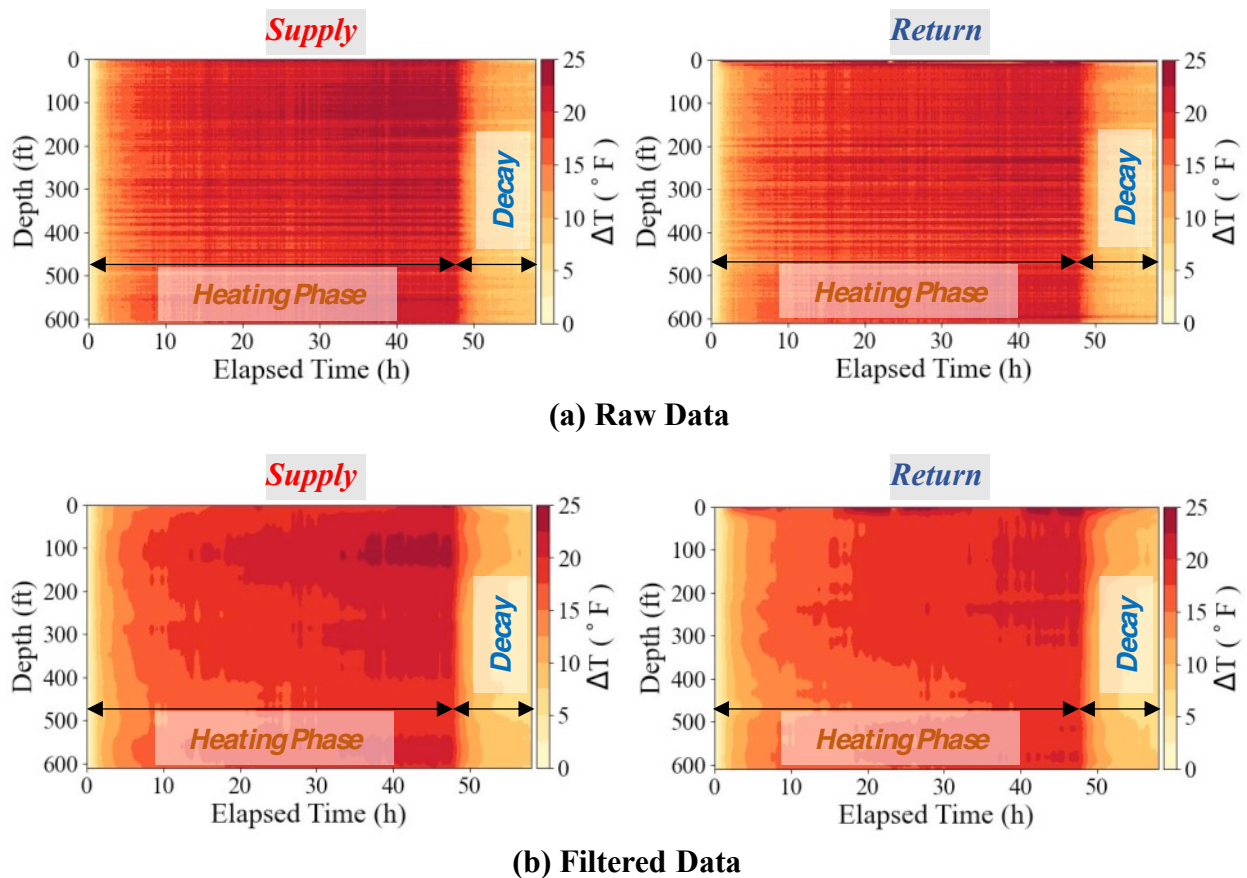 Supply
Return
0
100
200
300
400
500
600
Depth (ft)
0
10
20
30
40
50
Elapsed Time (h)
Heating Phase
Decay
25
20
15
10
5
0
ΔT ( ° F )
0
100
200
300
400
500
600
Depth (ft)
0
10
20
30
40
50
Elapsed Time (h)
Heating Phase
Decay
25
20
15
10
5
0
ΔT ( ° F )
(a) Raw Data
Supply
Return
0
100
200
300
400
500
600
Depth (ft)
0
10
20
30
40
50
Elapsed Time (h)
Heating Phase
Decay
25
20
15
10
5
0
ΔT ( ° F )
0
100
200
300
400
500
600
Depth (ft)
0
10
20
30
40
50
Elapsed Time (h)
Heating Phase
Decay
25
20
15
10
5
0
ΔT ( ° F )
(b) Filtered Data